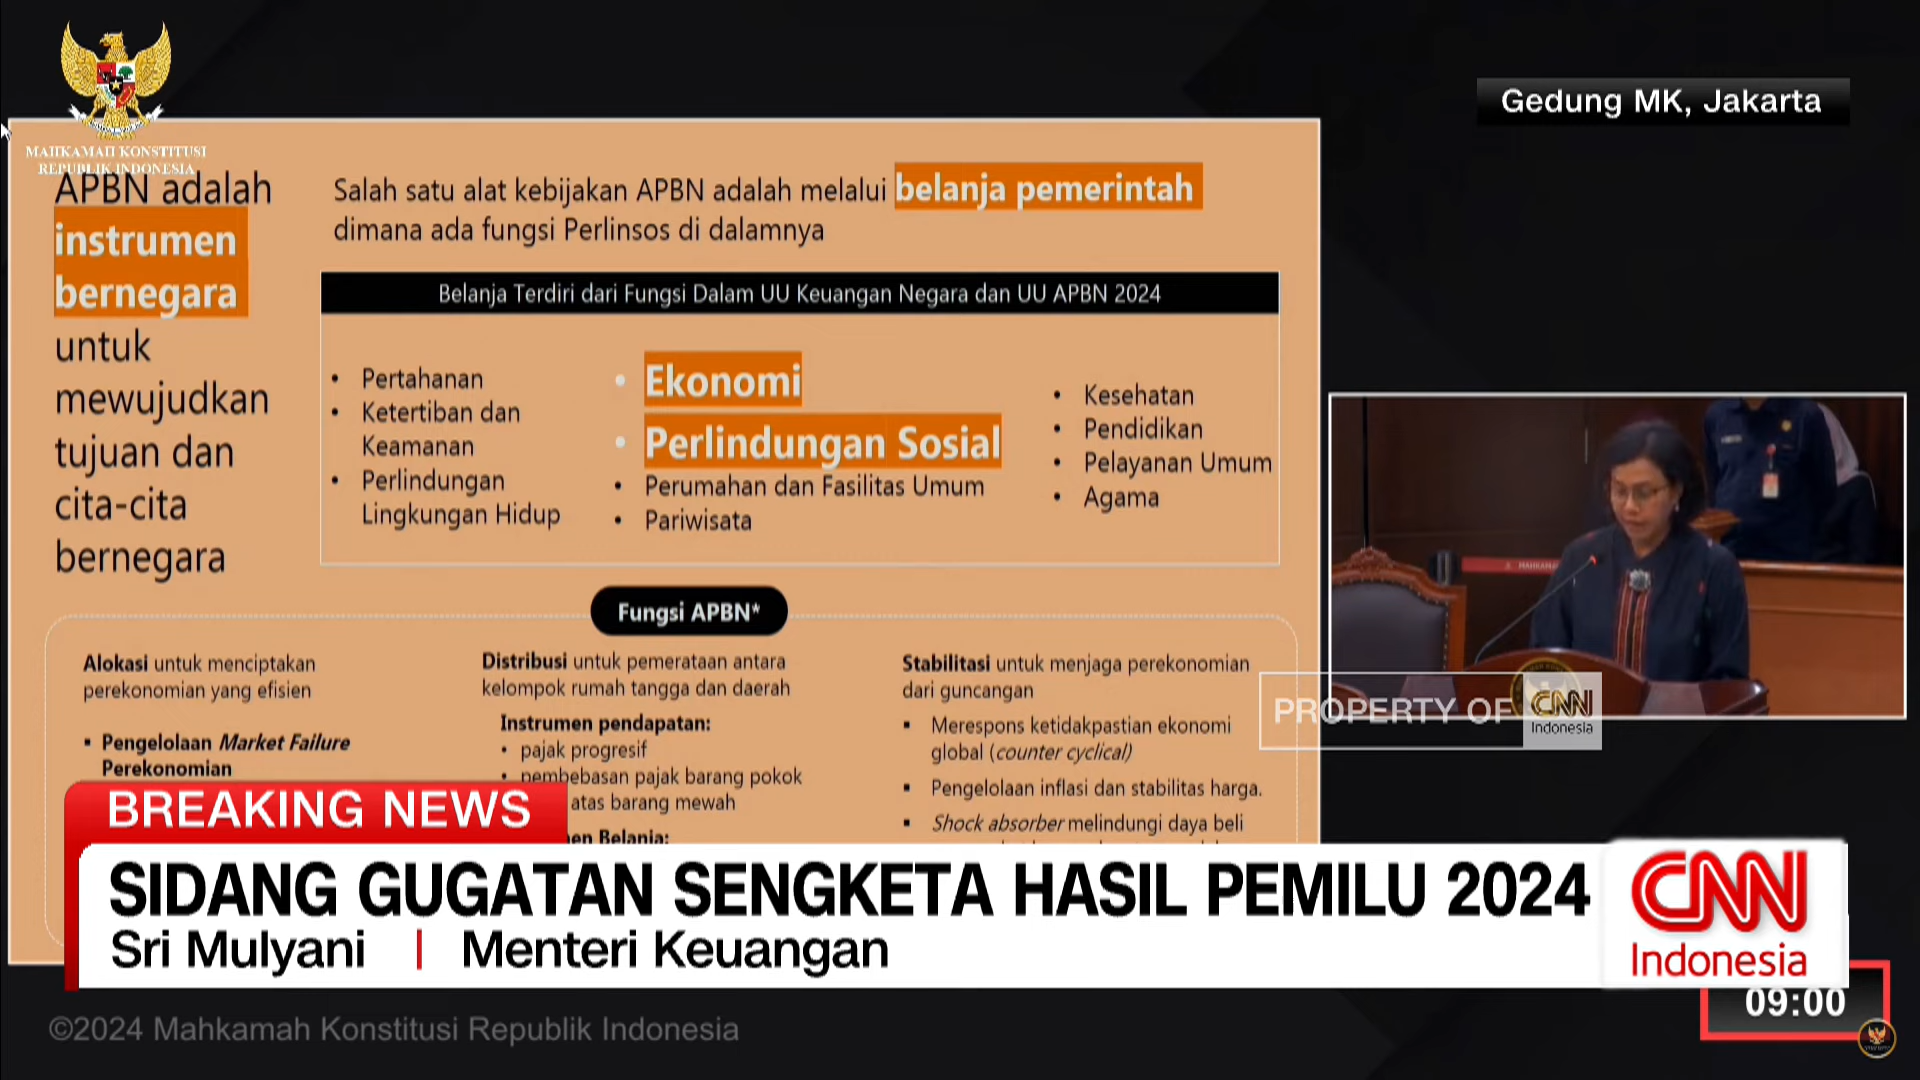 MAHKAMAH KONSTITUSI
REPUBLIK INDONESIA
Gedung MK, Jakarta
APBN adalah
instrumen
bernegara
untuk
mewujudkan
tujuan dan
cita-cita
bernegara
Salah satu alat kebijakan APBN adalah melalui belanja pemerintah
dimana ada fungsi Perlinsos di dalamnya
Belanja Terdiri dari Fungsi Dalam UU Keuangan Negara dan UU APBN 2024
• Pertahanan
• Ketertiban dan
Keamanan
• Perlindungan
Lingkungan Hidup
• Ekonomi
• Perlindungan Sosial
• Perumahan dan Fasilitas Umum
• Pariwisata
• Kesehatan
• Pendidikan
• Pelayanan Umum
• Agama
Fungsi APBN*
Alokasi untuk menciptakan
perekonomian yang efisien
▪ Pengelolaan Market Failure
Perekonomian
Distribusi untuk pemerataan antara
kelompok rumah tangga dan daerah
Instrumen pendapatan:
• pajak progresif
• pembebasan pajak barang pokok
atas barang mewah
Belanja:
Stabilitasi untuk menjaga perekonomian
dari guncangan
▪ Merespons ketidakpastian ekonomi
global (counter cyclical)
▪ Pengelolaan inflasi dan stabilitas harga.
▪ Shock absorber melindungi daya beli
PROPERTY OF CNN
Indonesia
BREAKING NEWS
SIDANG GUGATAN SENGKETA HASIL PEMILU 2024
Sri Mulyani | Menteri Keuangan
CNN
Indonesia
09:00
©2024 Mahkamah Konstitusi Republik Indonesia